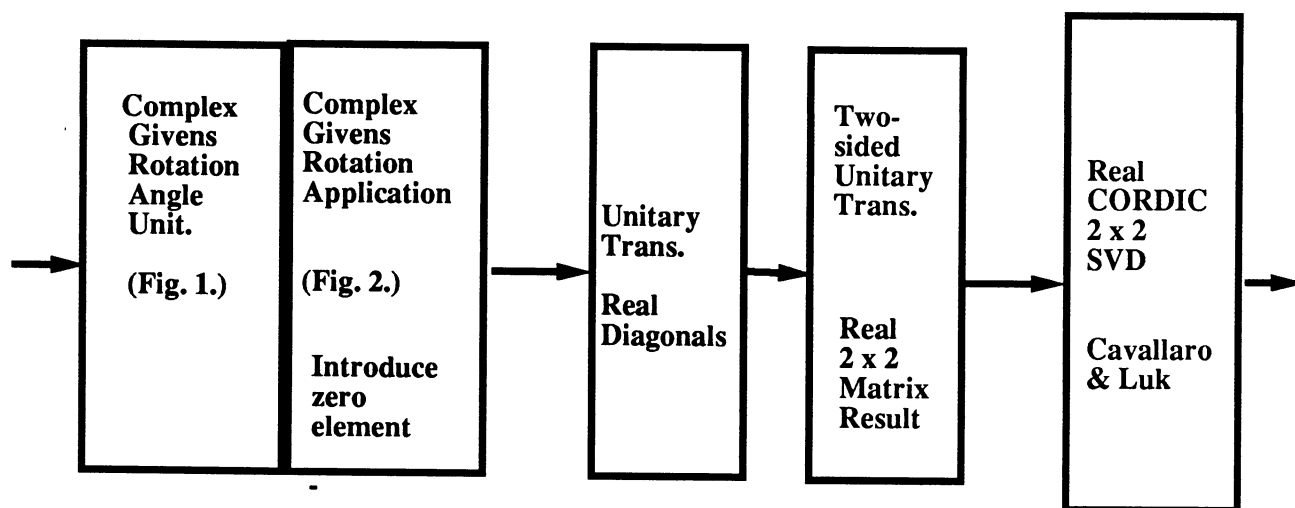 Complex
Givens
Rotation
Angle
Unit.
(Fig. 1.)
Complex
Givens
Rotation
Application
(Fig. 2.)
Introduce
zero
element
Unitary
Trans.
Real
Diagonals
Two-
sided
Unitary
Trans.
Real
2 x 2
Matrix
Result
Real
CORDIC
2 x 2
SVD
Cavallaro
& Luk